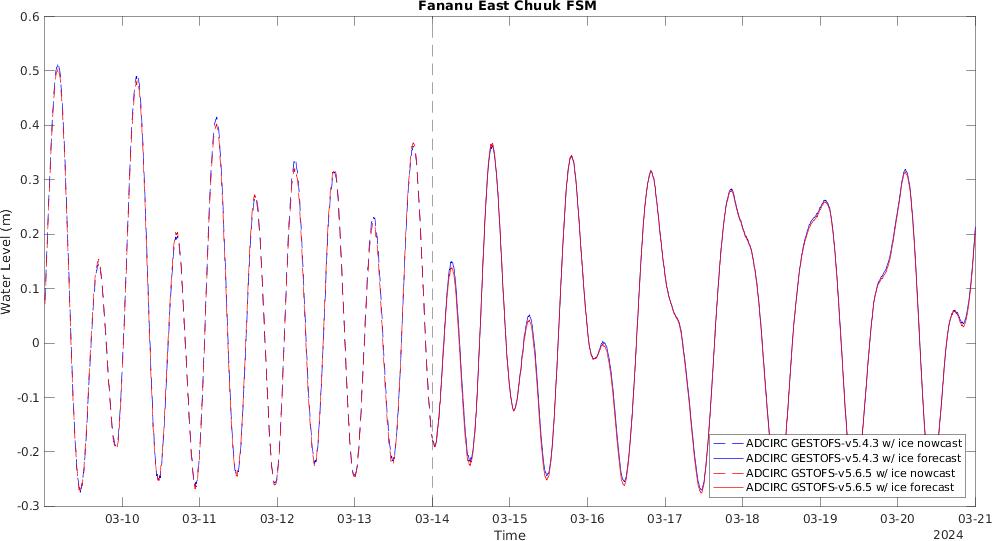 Fananu East Chuuk FSM
0.6
0.5
0.4
0.3
0.2
0.1
0
-0.1
-0.2
-0.3
Water Level (m)
ADCIRC GESTOFS-v5.4.3 w/ ice nowcast
ADCIRC GESTOFS-v5.4.3 w/ ice forecast
ADCIRC GSTOFS-v5.6.5 w/ ice nowcast
ADCIRC GSTOFS-v5.6.5 w/ ice forecast
03-10 03-11 03-12 03-13 03-14 03-15 03-16 03-17 03-18 03-19 03-20 03-21
Time
2024